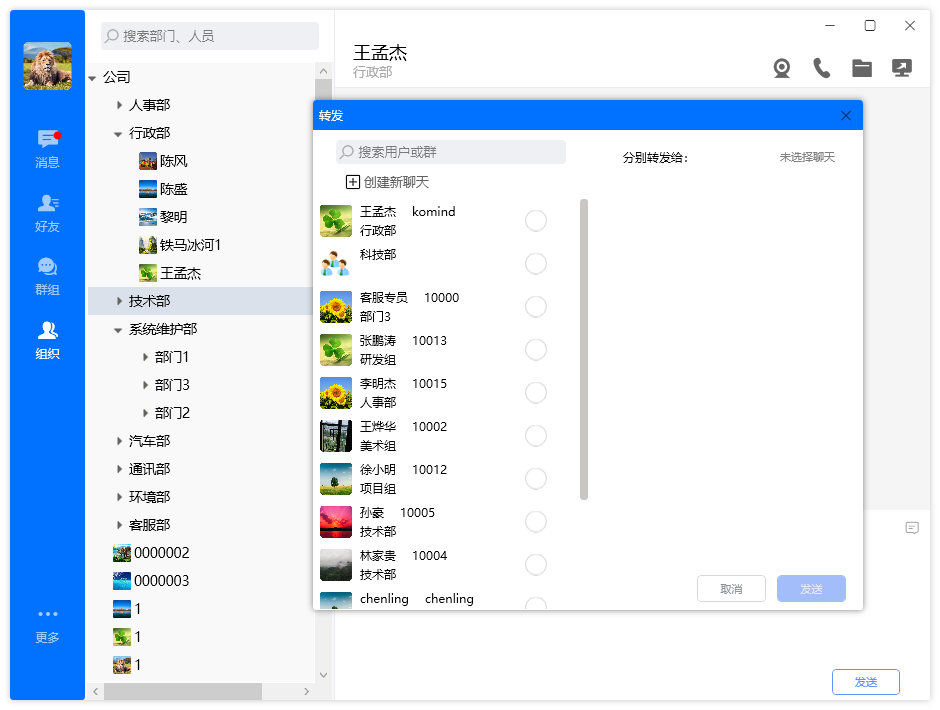 消息
好友
群组
组织
更多
搜索部门、人员
公司
人事部
行政部
陈风
陈盛
黎明
铁马冰河1
王孟杰
技术部
系统维护部
部门1
部门3
部门2
汽车部
通讯部
环境部
客服部
0000002
0000003
1
1
1
王孟杰
行政部
转发
搜索用户或群
创建新聊天
王孟杰 komind
行政部
科技部
客服专员 10000
部门3
张鹏涛 10013
研发组
李明杰 10015
人事部
王烨华 10002
美术组
徐小明 10012
项目组
孙豪 10005
技术部
林家贵 10004
技术部
chenling chenling
分别转发给:
未选择聊天
取消
发送
发送